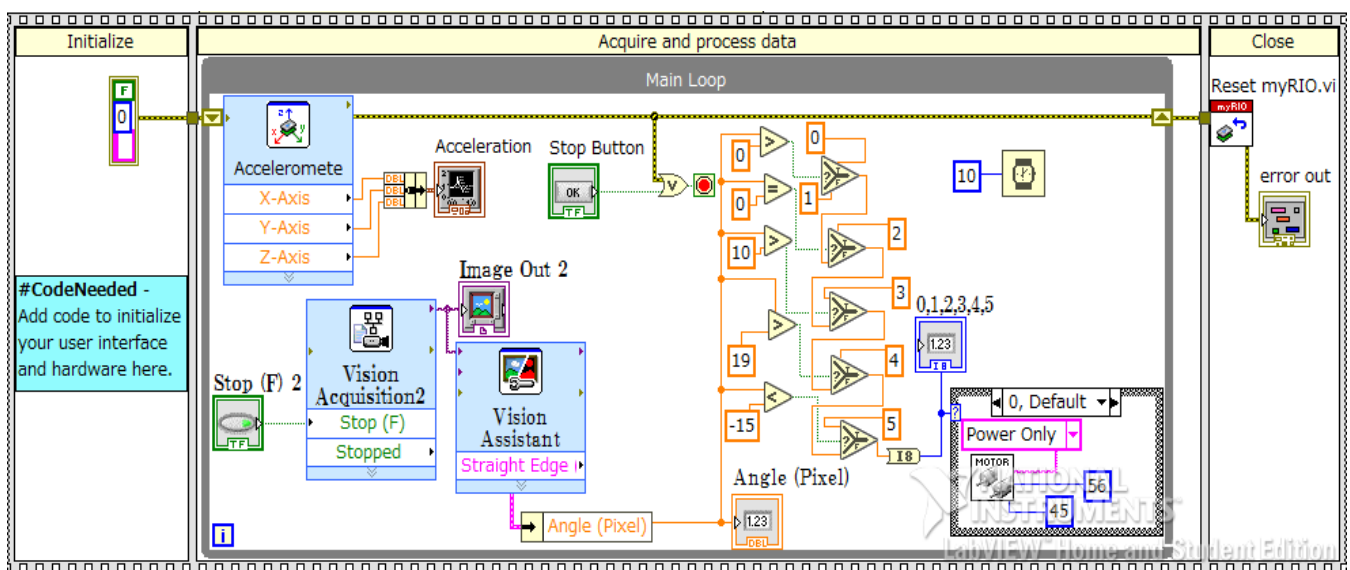 Initialize
Acquire and process data
Close
Main Loop
Reset myRIO.vi
F
0
Acceleromete
X-Axis
Y-Axis
Z-Axis
DBL
DBL
DBL
Acceleration
Stop Button
OK
TF
V
0
0
10
19
-15
0
1
2
3
4
5
10
myRIO
error out
#CodeNeeded -
Add code to initialize
your user interface
and hardware here.
Image Out 2
Stop (F) 2
TF
Vision
Acquisition2
Stop (F)
Stopped
Vision
Assistant
Straight Edge
Angle (Pixel)
Angle (Pixel)
1.23
DBL
I8
0,1,2,3,4,5
1.23
I8
0, Default
?
Power Only
MOTOR
56
45
i
NATIONAL
INSTRUMENTS
LabVIEW™ Home and Student Edition